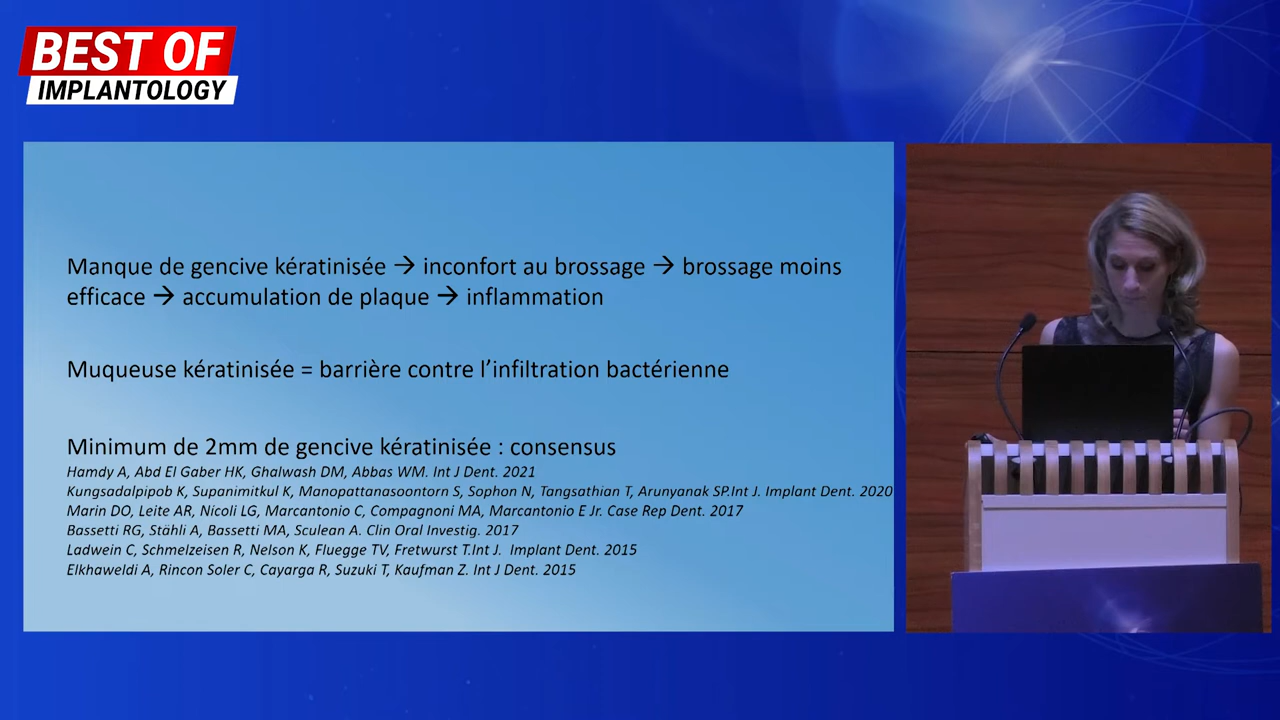 BEST OF
IMPLANTOLOGY
Manque de gencive kératinisée → inconfort au brossage → brossage moins
efficace → accumulation de plaque → inflammation
Muqueuse kératinisée = barrière contre l'infiltration bactérienne
Minimum de 2mm de gencive kératinisée : consensus
Hamdy A, Abd El Gaber HK, Ghalwash DM, Abbas WM. Int J Dent. 2021
Kungsadalpipob K, Supanimitkul K, Manopattanasoontorn S, Sophon N, Tangsathian T, Arunyanak SP.Int J. Implant Dent. 2020
Marin DO, Leite AR, Nicoli LG, Marcantonio C, Compagnoni MA, Marcantonio E Jr. Case Rep Dent. 2017
Bassetti RG, Stähli A, Bassetti MA, Sculean A. Clin Oral Investig. 2017
Ladwein C, Schmelzeisen R, Nelson K, Fluegge TV, Fretwurst T.Int J. Implant Dent. 2015
Elkhaweldi A, Rincon Soler C, Cayarga R, Suzuki T, Kaufman Z. Int J Dent. 2015